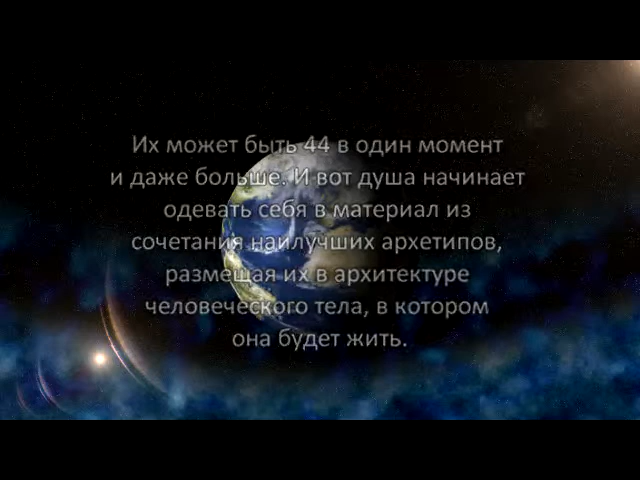 Их может быть 44 в один момент
и даже больше. И вот душа начинает
одевать себя в материал из
сочетания наилучших архетипов,
размещая их в архитектуре
человеческого тела, в котором
она будет жить.